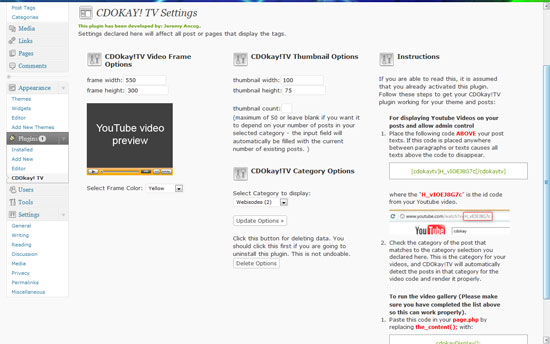 Post Tags
Categories
Media
Links
Pages
Comments
Appearance
Themes
Widgets
Editor
Add New Themes
Plugins 1
Installed
Add New
Editor
CDOKAY! TV
Users
Tools
Settings
General
Writing
Reading
Discussion
Media
Privacy
Permalinks
Miscellaneous
CDOKAY! TV Settings
This plugin has been developed by: Jeremy Ancog.
Settings declared here will affect all post or pages that display the tags.
CDOKay!TV Video Frame
Options
frame width: 550
frame height: 300
YouTube video
preview
Select Frame Color: Yellow
CDOKay!TV Thumbnail Options
thumbnail width: 100
thumbnail height: 75
thumbnail count:
(maximum of 50 or leave blank if you want it
to depend on your number of posts in your
selected category - the input field will
automatically be filled with the current
number of existing posts. )
CDOKay!TV Category Options
Select Category to display:
Webisodes (2)
Update Options »
Click this button for deleting data. You
should click this first if you are going to
uninstall this plugin. This is not undoable.
Delete Options
Instructions
If you are able to read this, it is assumed
that you already activated this plugin.
Follow these steps to get your CDOKay!TV
plugin working for your theme and posts:
For displaying Youtube Videos on
your posts and allow admin control
1. Place the following code ABOVE your post
texts. If this code is placed anywhere
between paragraphs or texts causes all
texts above the code to disappear.
[cdokaytv]H_vIOEJ8G7c[/cdokaytv]
where the "H_vIOEJ8G7c" is the id code
from your Youtube video.
www.youtube.com/watch?v=H_vIOEJ8G7c
YouTube
cdokay
2. Check the category of the post that
matches to the category selection you
declared here. This is the category for your
videos, and CDOKay!TV will automatically
detect the posts in that category for the
video code and render it properly.
To run the video gallery (Please make
sure you have completed the list above
so this can work properly).
1. Paste this code in your page.php by
replacing the_content(); with: